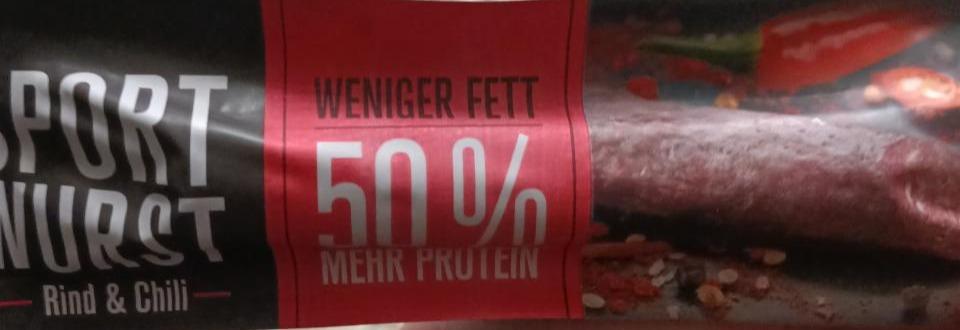 SPORT
WURST
Rind & Chili
WENIGER FETT
50 %
MEHR PROTEIN